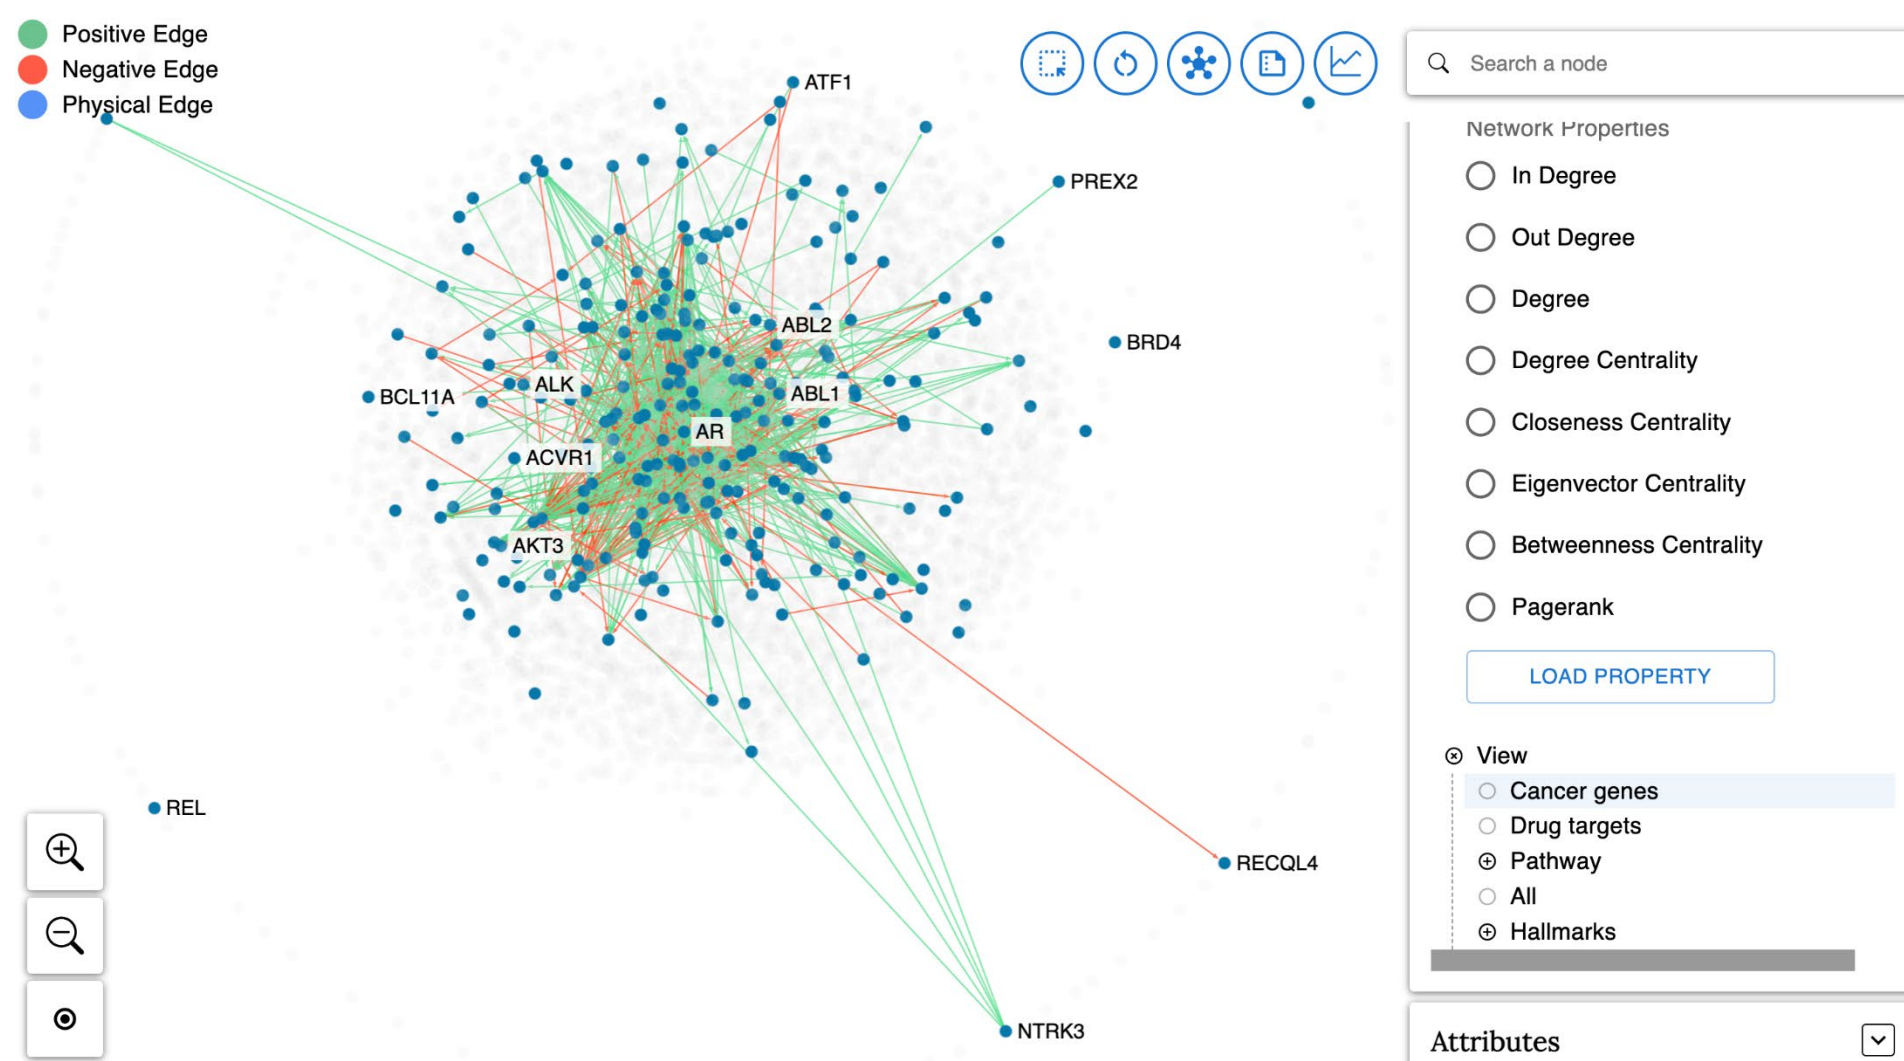 Positive Edge
Negative Edge
Physical Edge
ATF1
PREX2
ABL2
BRD4
ALK
ABL1
BCL11A
AR
ACVR1
AKT3
REL
RECQL4
NTRK3
Search a node
Network Properties
In Degree
Out Degree
Degree
Degree Centrality
Closeness Centrality
Eigenvector Centrality
Betweenness Centrality
Pagerank
LOAD PROPERTY
View
Cancer genes
Drug targets
Pathway
All
Hallmarks
Attributes